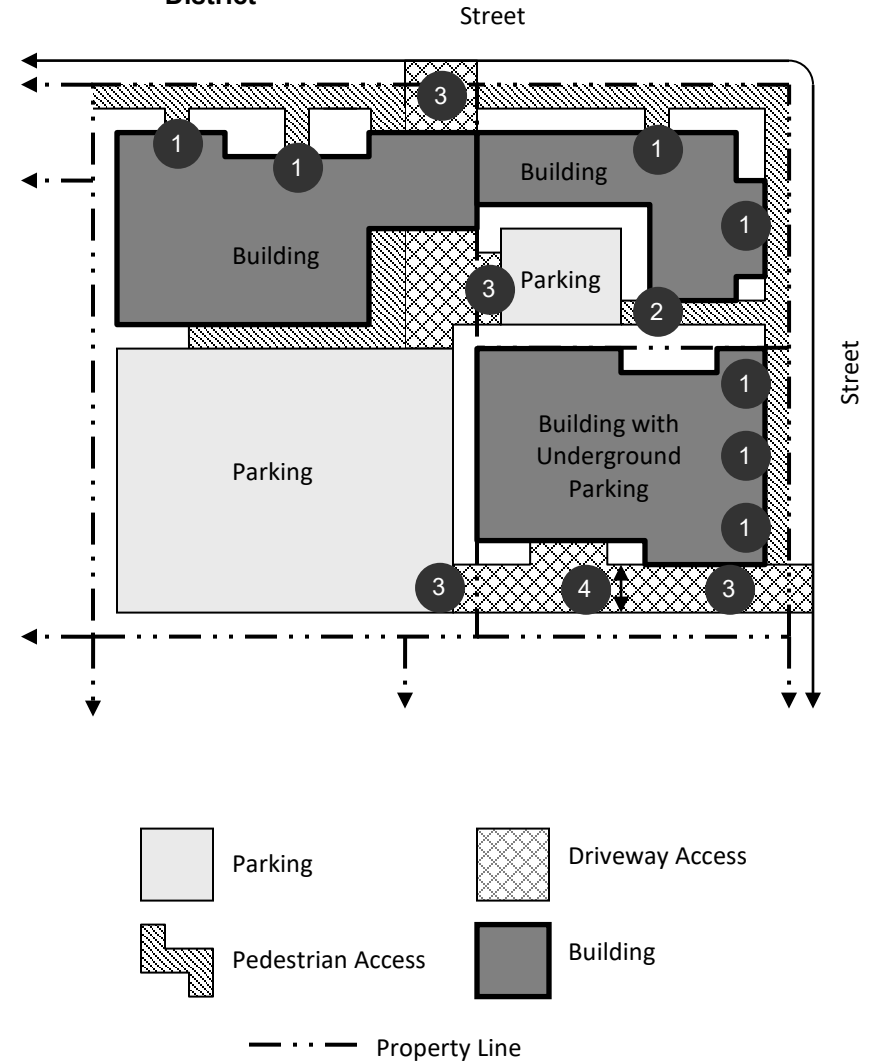 District
Street
3
1
1
1
Building
1
Building
Parking
3
2
Street
1
Building with
Underground
Parking
1
Parking
1
3
4
3
Parking
Driveway Access
Pedestrian Access
Building
Property Line